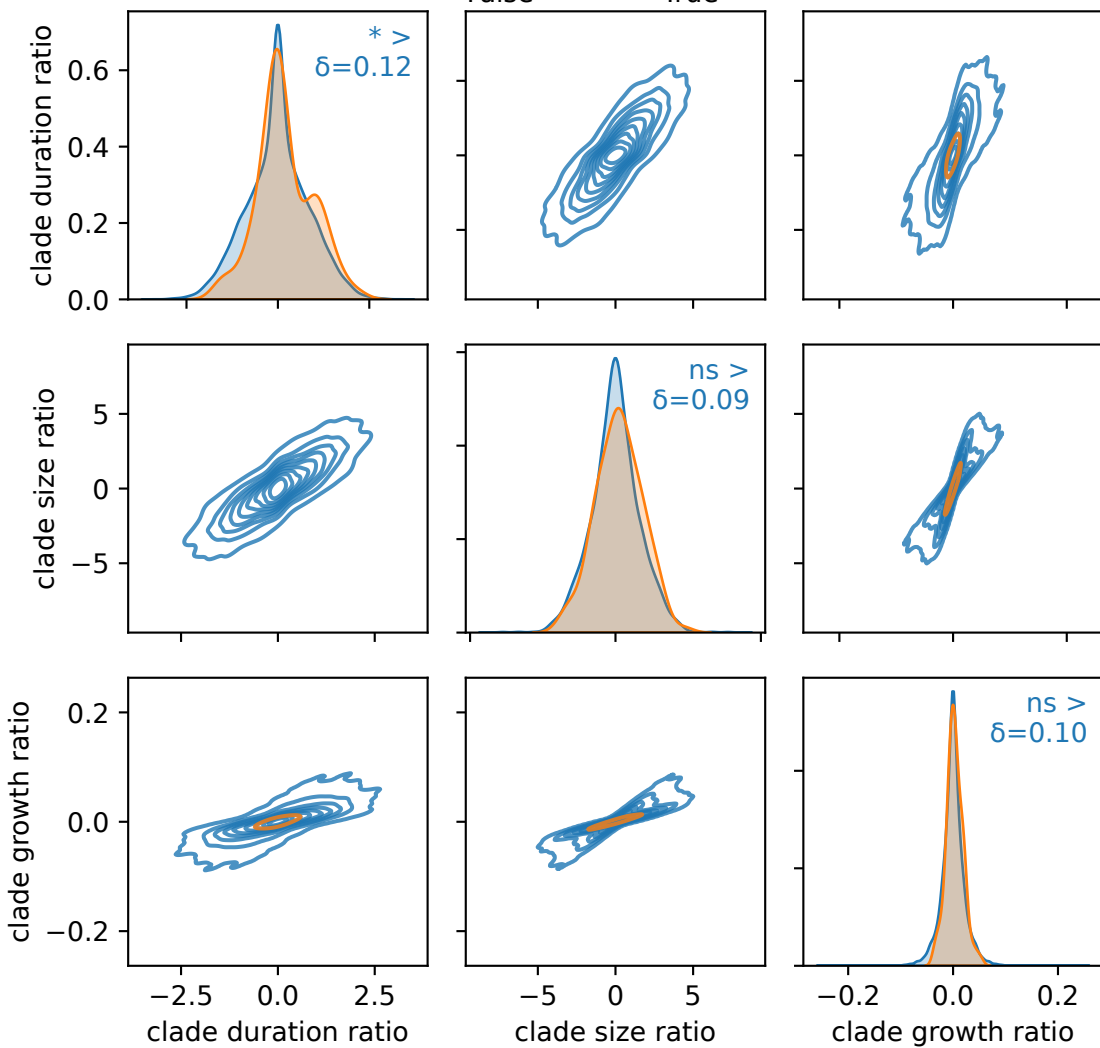 True
* >
δ=0.12
0.6
0.4
0.2
0.0
clade duration ratio
ns >
δ=0.09
5
0
−5
clade size ratio
ns >
δ=0.10
0.2
0.0
−0.2
clade growth ratio
−2.5 0.0 2.5
−5 0 5
−0.2 0.0 0.2
clade duration ratio
clade size ratio
clade growth ratio